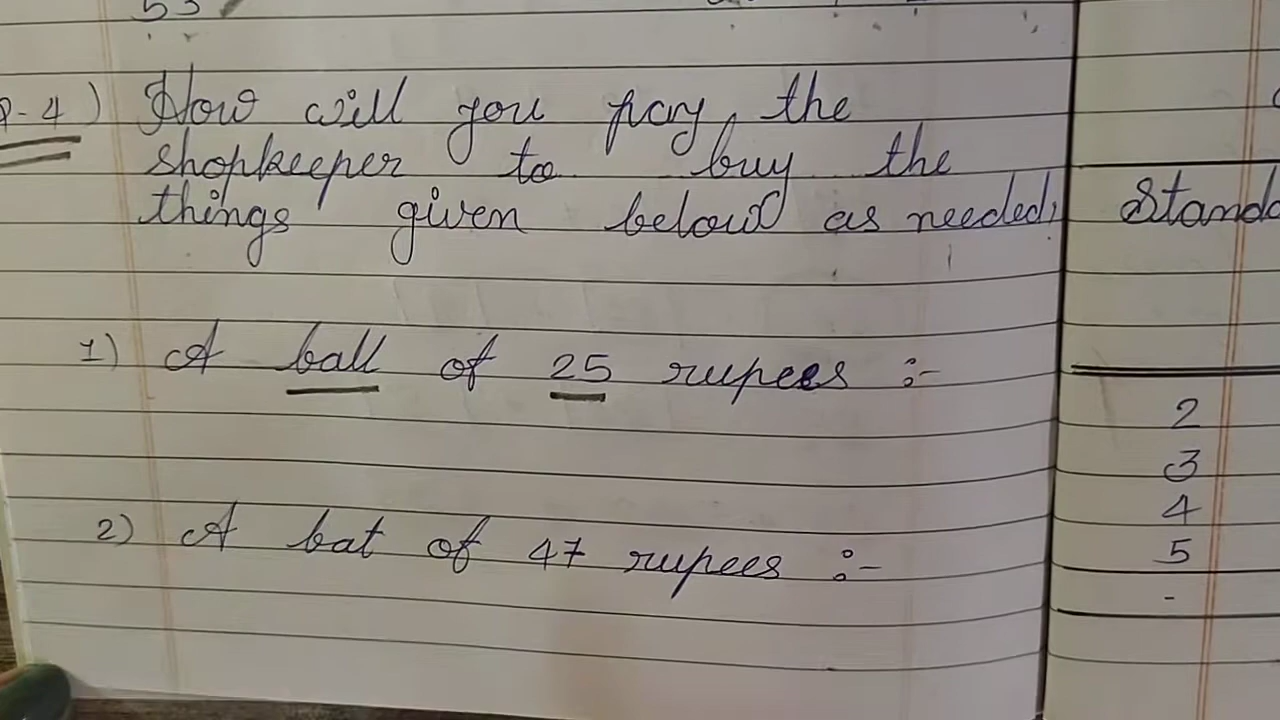 53
Q-4) How will you pay, the
shopkeeper to buy the
things given below as needed:
1) A ball of 25 rupees :-
2) A bat of 47 rupees :-
2
3
4
5
-